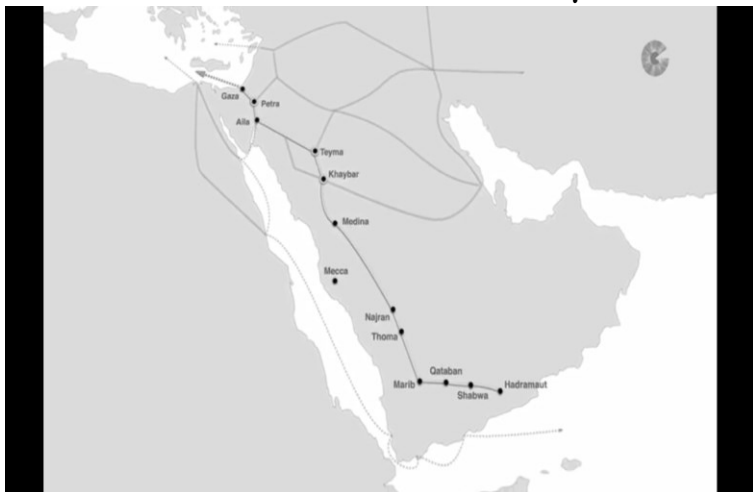 Gaza
Petra
Aila
Teyma
Khaybar
Medina
Mecca
Najran
Thoma
Qataban
Marib
Hadramaut
Shabwa